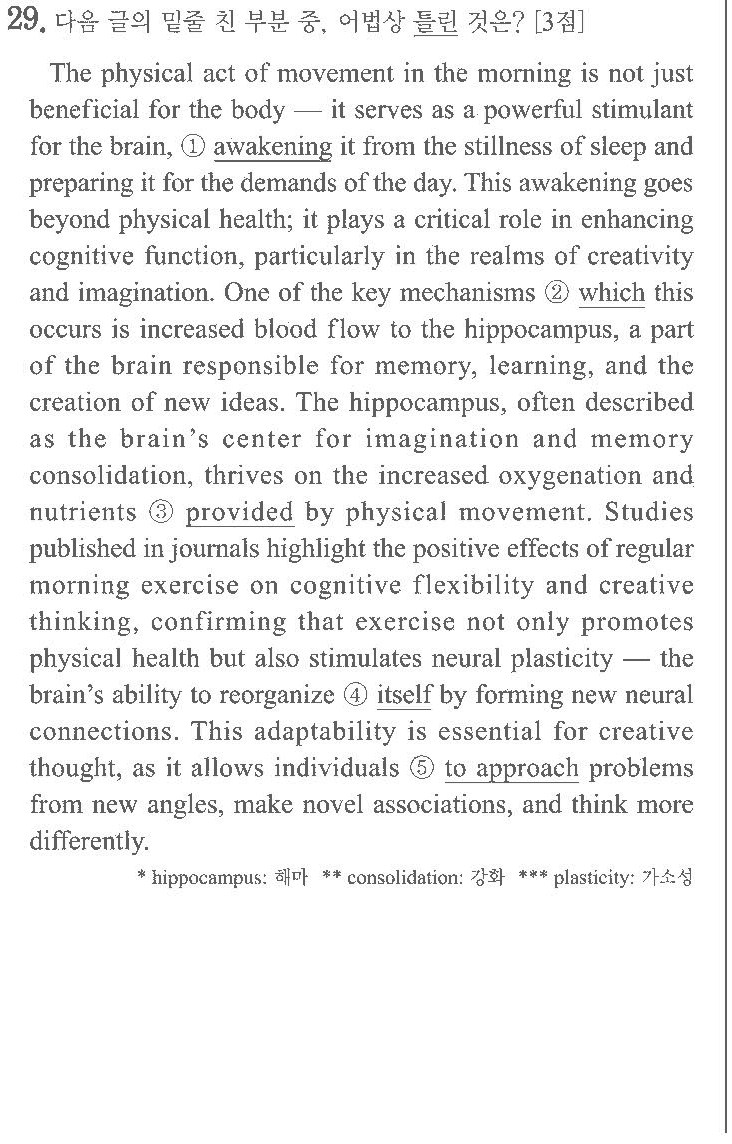 29. 다음 글의 밑줄 친 부분 중, 어법상 틀린 것은? [3점]
The physical act of movement in the morning is not just
beneficial for the body — it serves as a powerful stimulant
for the brain, ① awakening it from the stillness of sleep and
preparing it for the demands of the day. This awakening goes
beyond physical health; it plays a critical role in enhancing
cognitive function, particularly in the realms of creativity
and imagination. One of the key mechanisms ② which this
occurs is increased blood flow to the hippocampus, a part
of the brain responsible for memory, learning, and the
creation of new ideas. The hippocampus, often described
as the brain's center for imagination and memory
consolidation, thrives on the increased oxygenation and
nutrients ③ provided by physical movement. Studies
published in journals highlight the positive effects of regular
morning exercise on cognitive flexibility and creative
thinking, confirming that exercise not only promotes
physical health but also stimulates neural plasticity — the
brain's ability to reorganize ④ itself by forming new neural
connections. This adaptability is essential for creative
thought, as it allows individuals ⑤ to approach problems
from new angles, make novel associations, and think more
differently.
* hippocampus: 해마 ** consolidation: 강화 *** plasticity: 가소성